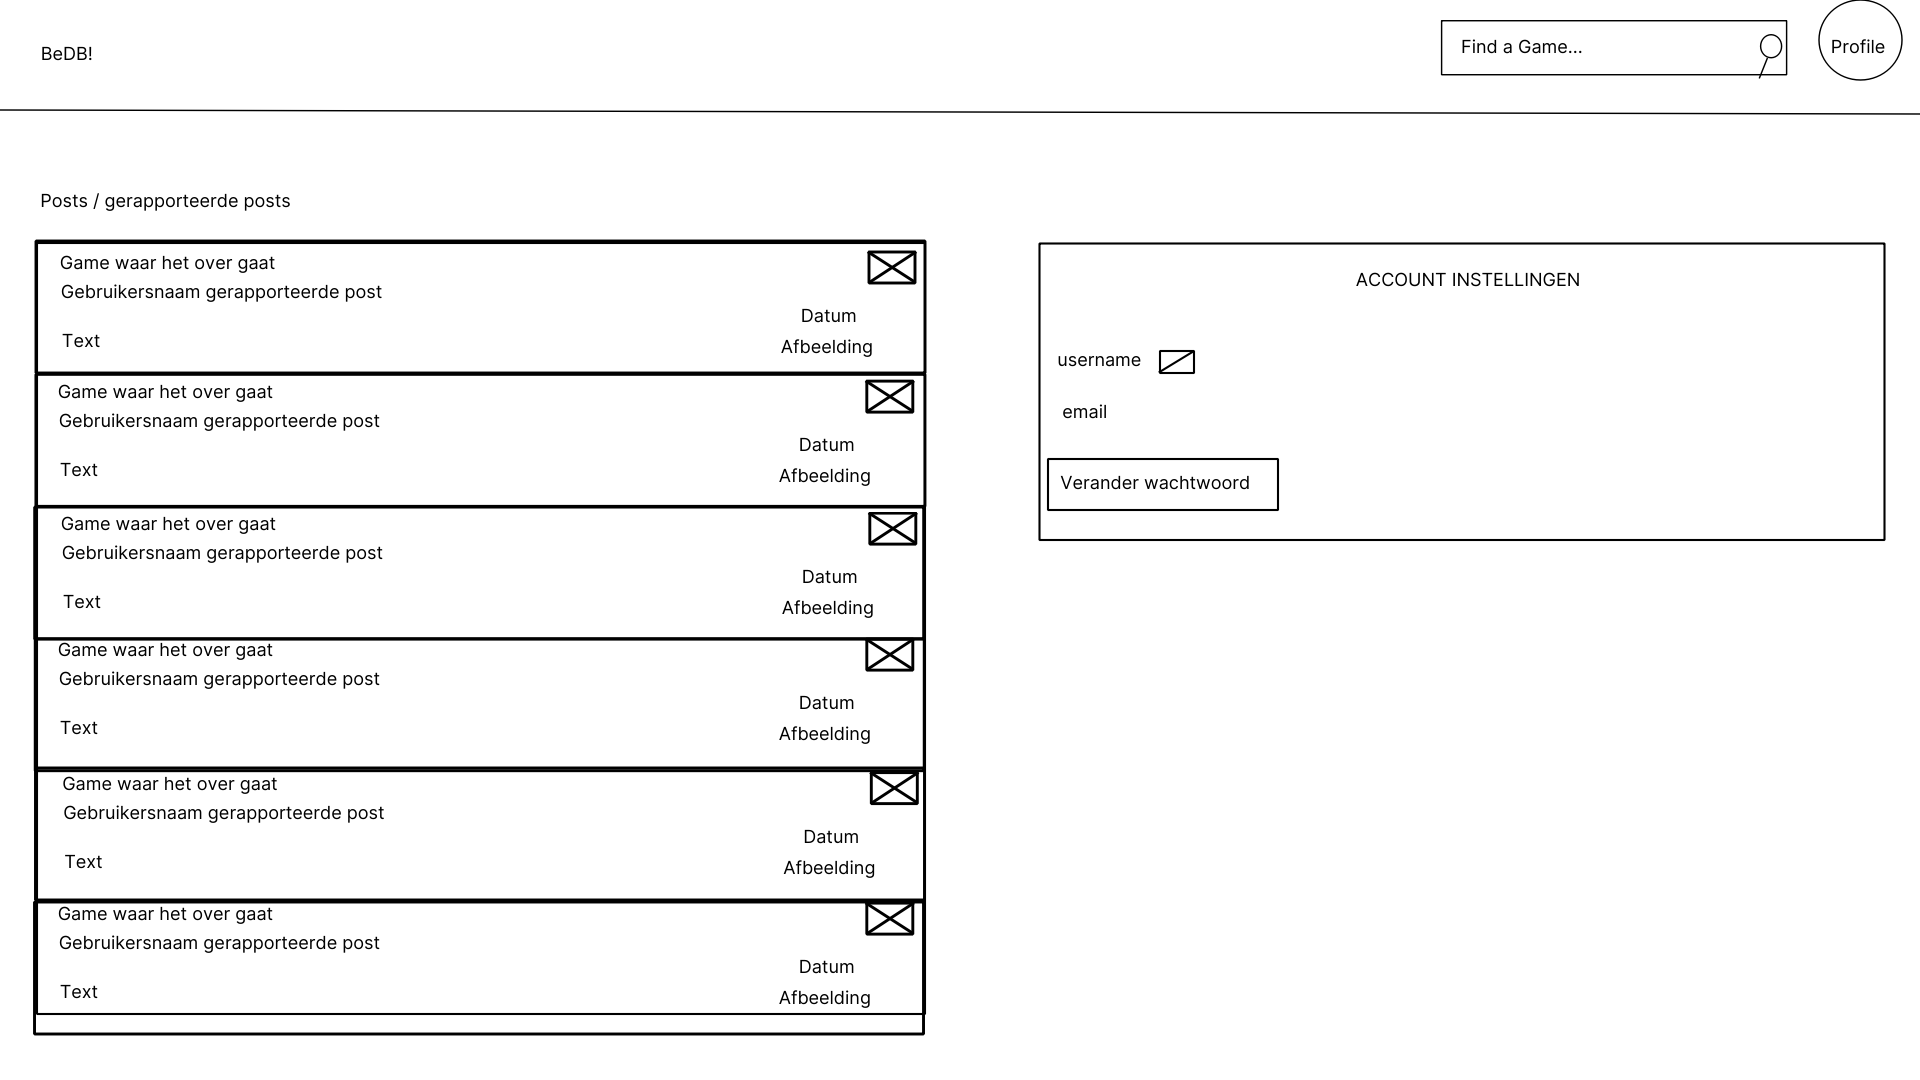 BeDB!
Find a Game...
Profile
Posts / gerapporteerde posts
Game waar het over gaat
Gebruikersnaam gerapporteerde post
Datum
Text
Afbeelding
Game waar het over gaat
Gebruikersnaam gerapporteerde post
Datum
Text
Afbeelding
Game waar het over gaat
Gebruikersnaam gerapporteerde post
Datum
Text
Afbeelding
Game waar het over gaat
Gebruikersnaam gerapporteerde post
Datum
Text
Afbeelding
Game waar het over gaat
Gebruikersnaam gerapporteerde post
Datum
Text
Afbeelding
Game waar het over gaat
Gebruikersnaam gerapporteerde post
Datum
Text
Afbeelding
ACCOUNT INSTELLINGEN
username
email
Verander wachtwoord